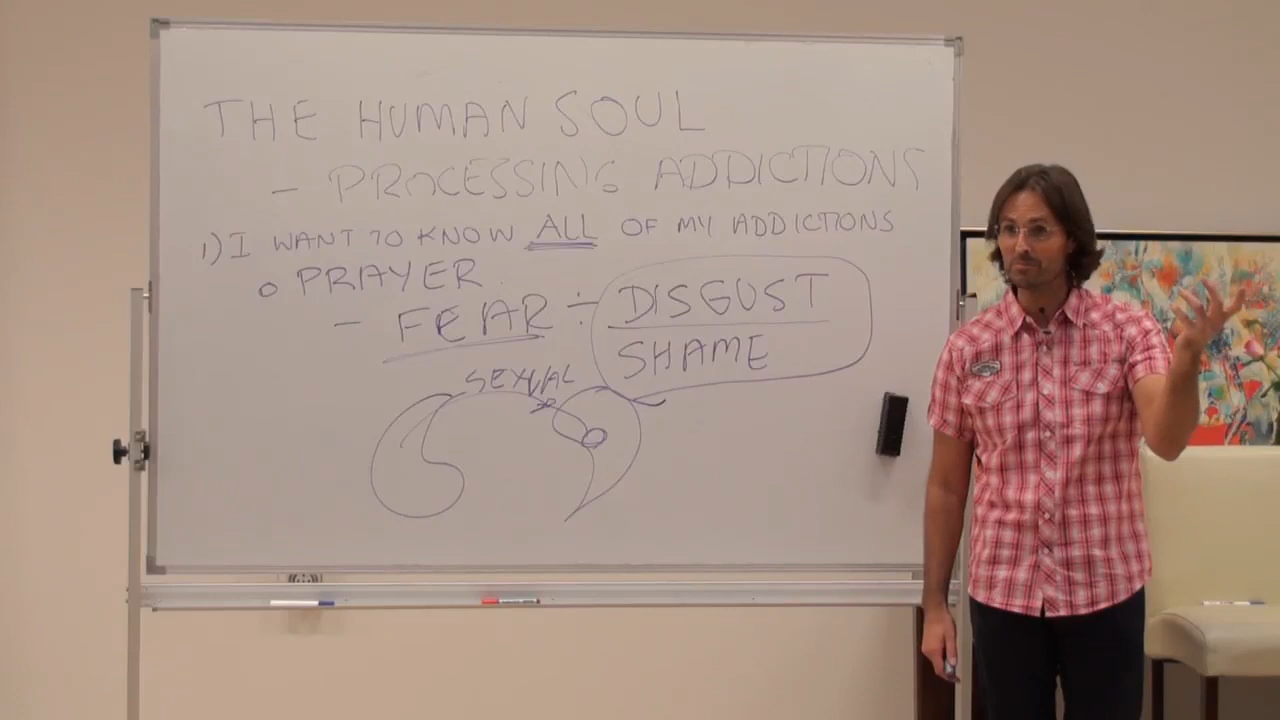 THE HUMAN SOUL
- PROCESSING ADDICTIONS
1) I WANT TO KNOW ALL OF MY ADDICTIONS
o PRAYER
- FEAR ÷ DISGUST
SHAME
SEXUAL